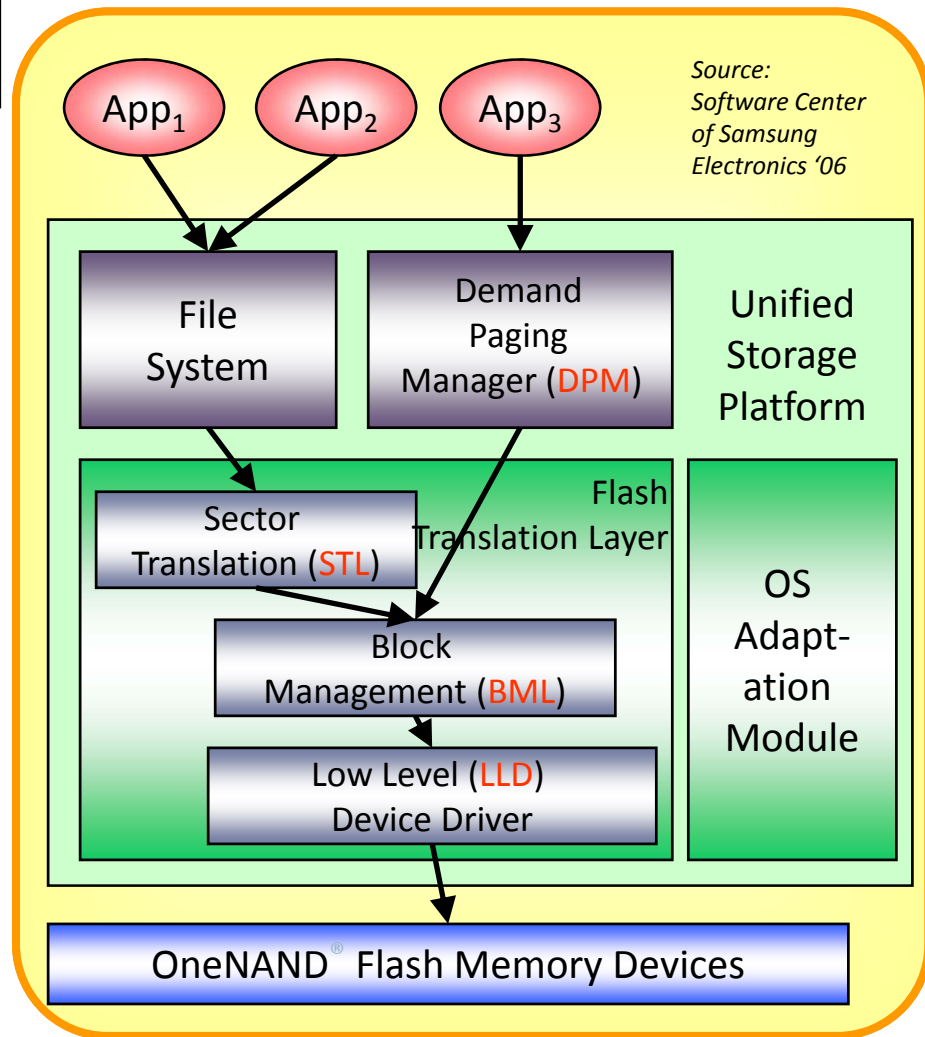 App1
App2
App3
Source:
Software Center
of Samsung
Electronics ‘06
File
System
Demand
Paging
Manager (DPM)
Unified
Storage
Platform
Flash
Translation Layer
Sector
Translation (STL)
Block
Management (BML)
Low Level (LLD)
Device Driver
OS
Adapt-
ation
Module
OneNAND® Flash Memory Devices